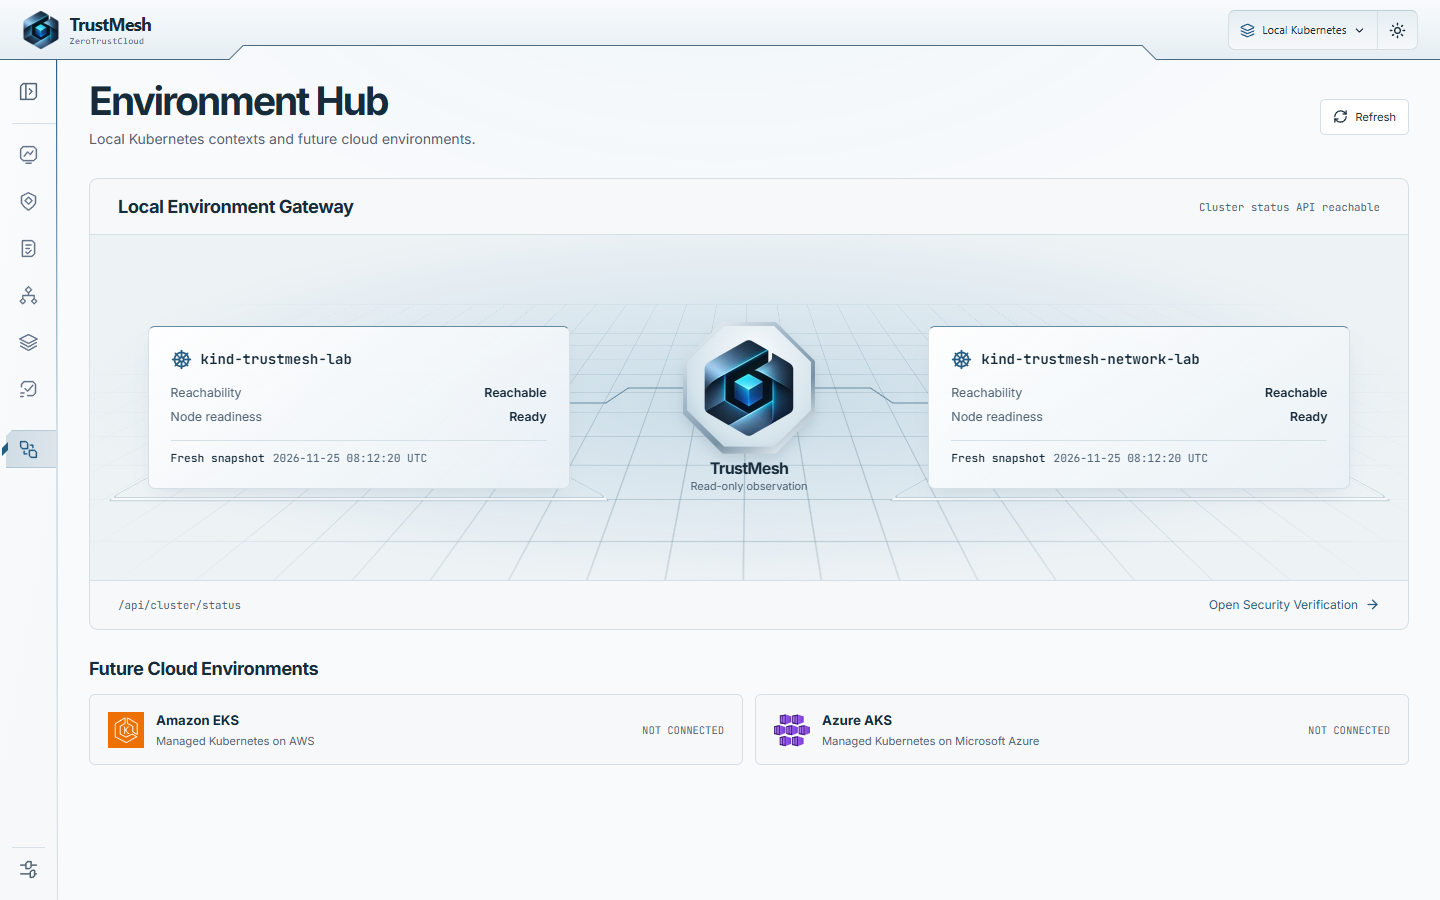 TrustMesh
ZeroTrustCloud
Local Kubernetes
Environment Hub
Local Kubernetes contexts and future cloud environments.
Refresh
Local Environment Gateway
Cluster status API reachable
kind-trustmesh-lab
Reachability Reachable
Node readiness Ready
Fresh snapshot 2026-11-25 08:12:20 UTC
TrustMesh
Read-only observation
kind-trustmesh-network-lab
Reachability Reachable
Node readiness Ready
Fresh snapshot 2026-11-25 08:12:20 UTC
/api/cluster/status
Open Security Verification
Future Cloud Environments
Amazon EKS
Managed Kubernetes on AWS
NOT CONNECTED
Azure AKS
Managed Kubernetes on Microsoft Azure
NOT CONNECTED